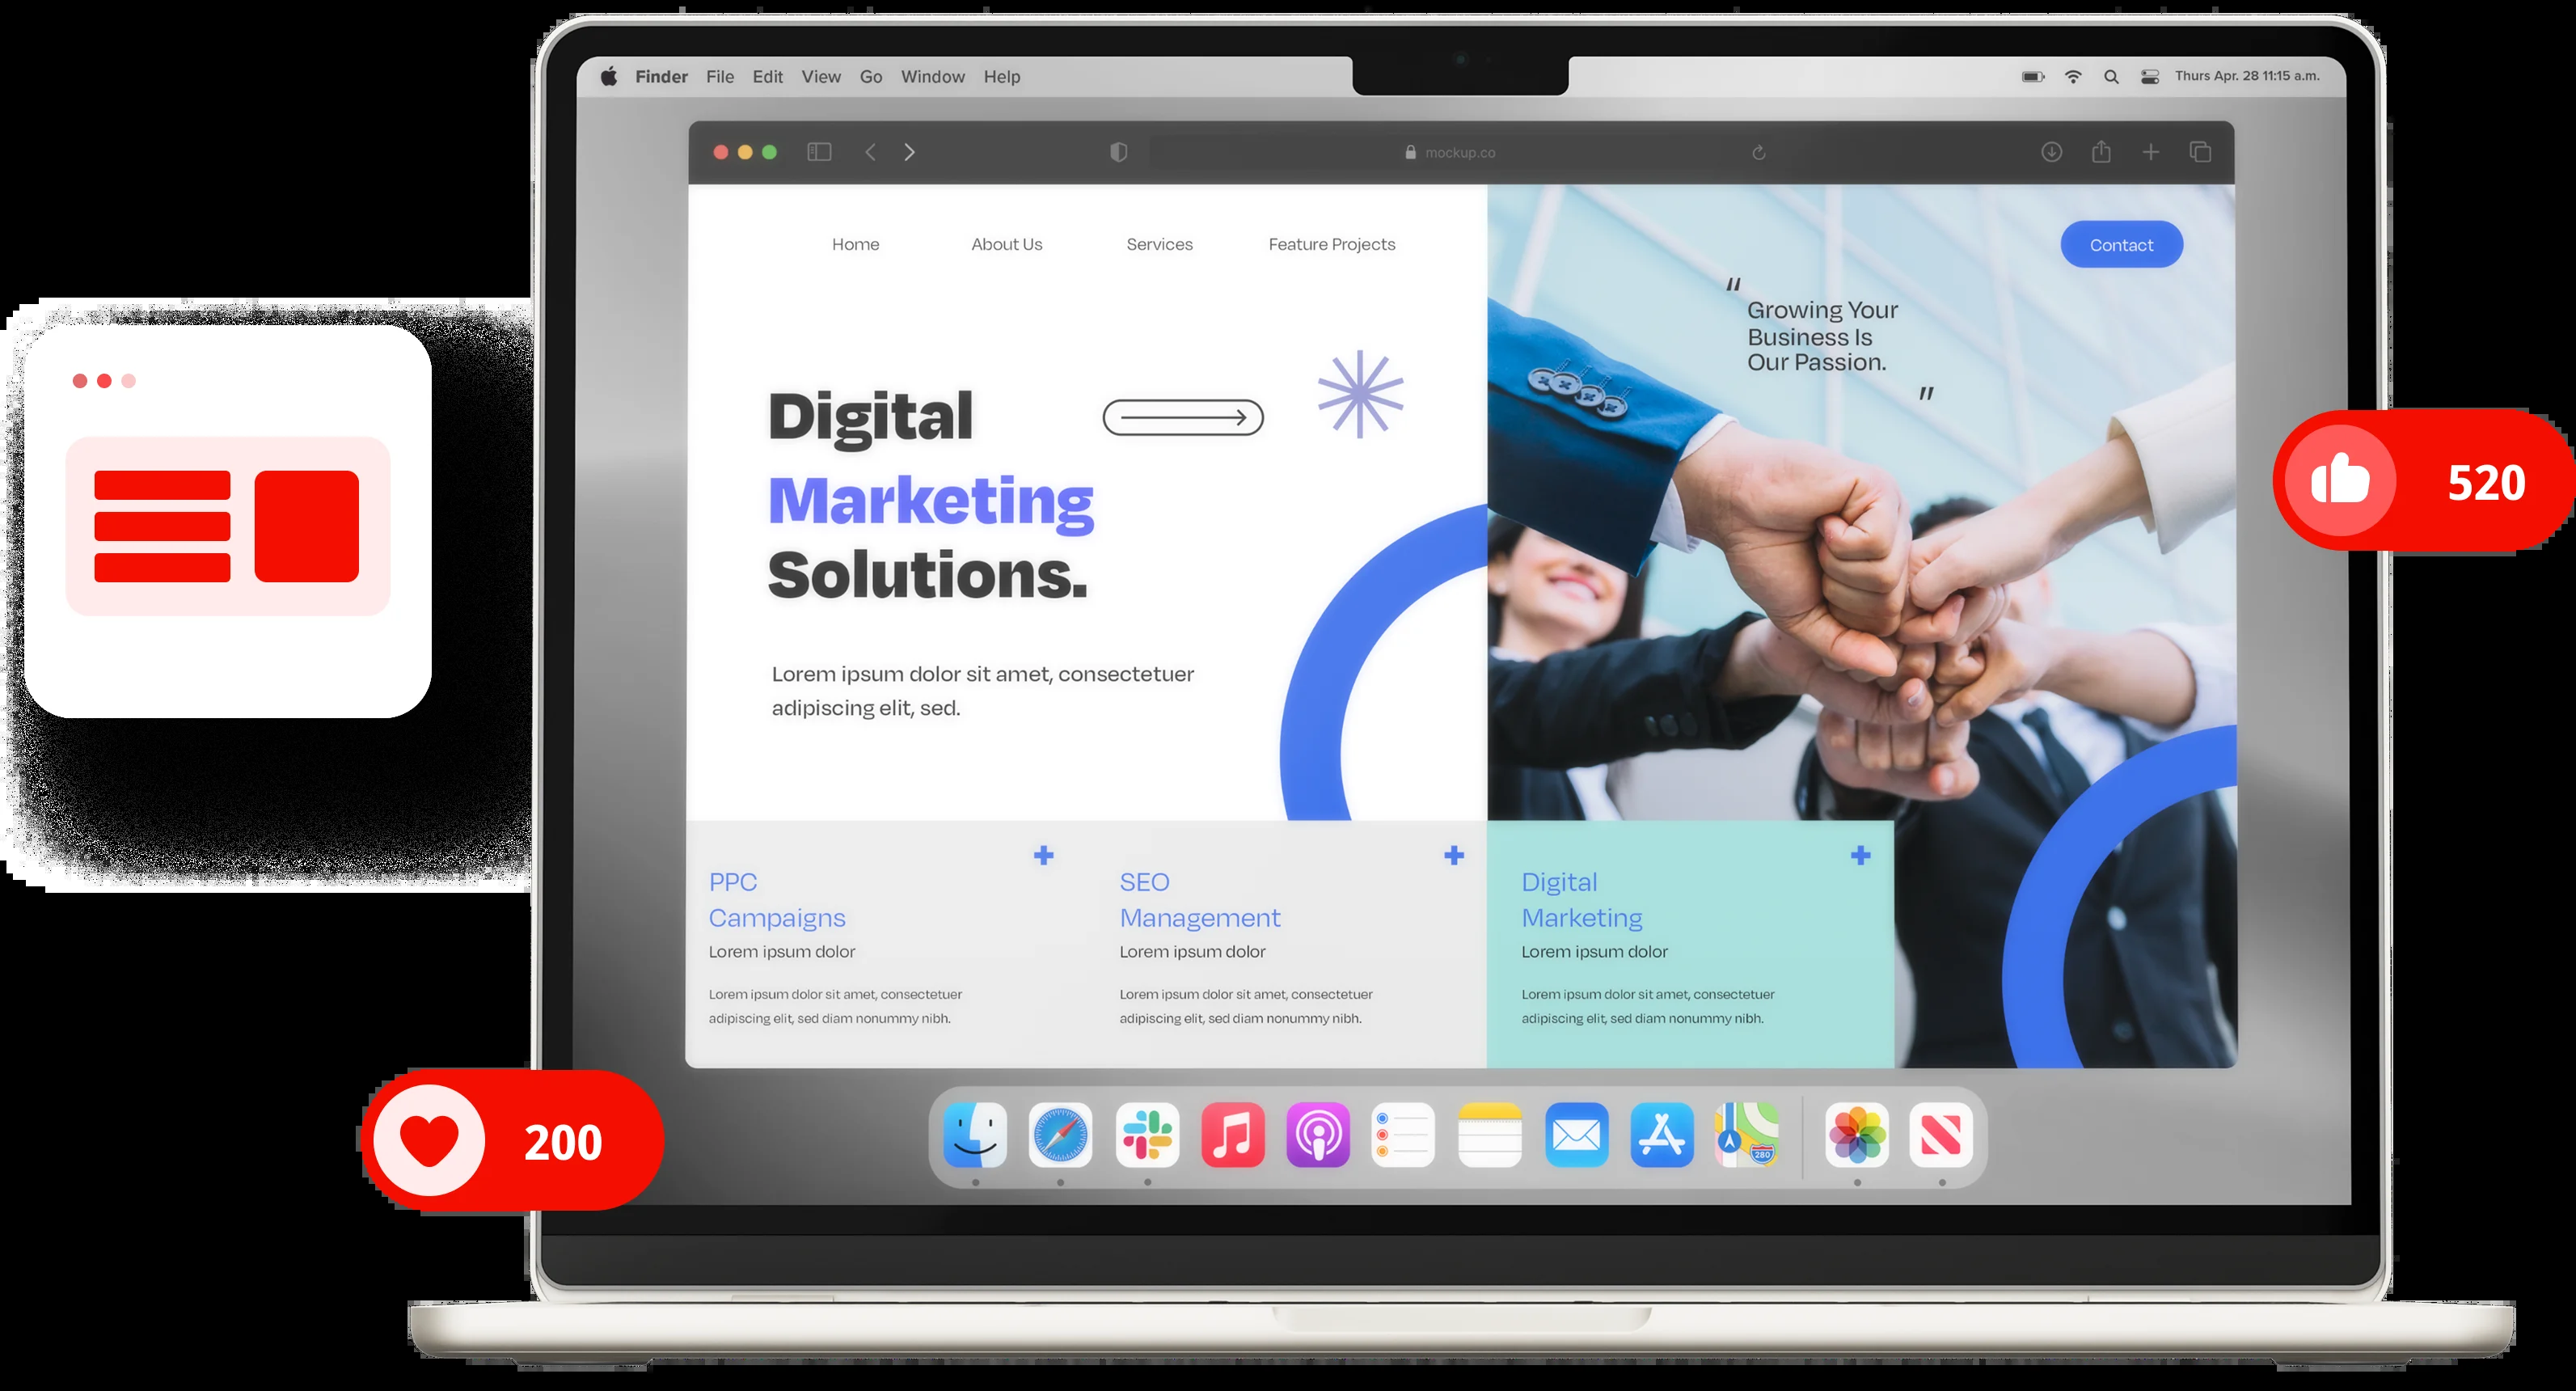 Finder File Edit View Go Window Help
Thurs Apr. 28 11:15 a.m.
mockup.co
Home About Us Services Feature Projects
Contact
"
Growing Your
Business Is
Our Passion.
"
Digital
Marketing
Solutions.
Lorem ipsum dolor sit amet, consectetuer
adipiscing elit, sed.
520
PPC
Campaigns
Lorem ipsum dolor
Lorem ipsum dolor sit amet, consectetuer
adipiscing elit, sed diam nonummy nibh.
SEO
Management
Lorem ipsum dolor
Lorem ipsum dolor sit amet, consectetuer
adipiscing elit, sed diam nonummy nibh.
Digital
Marketing
Lorem ipsum dolor
Lorem ipsum dolor sit amet, consectetuer
adipiscing elit, sed diam nonummy nibh.
200
280